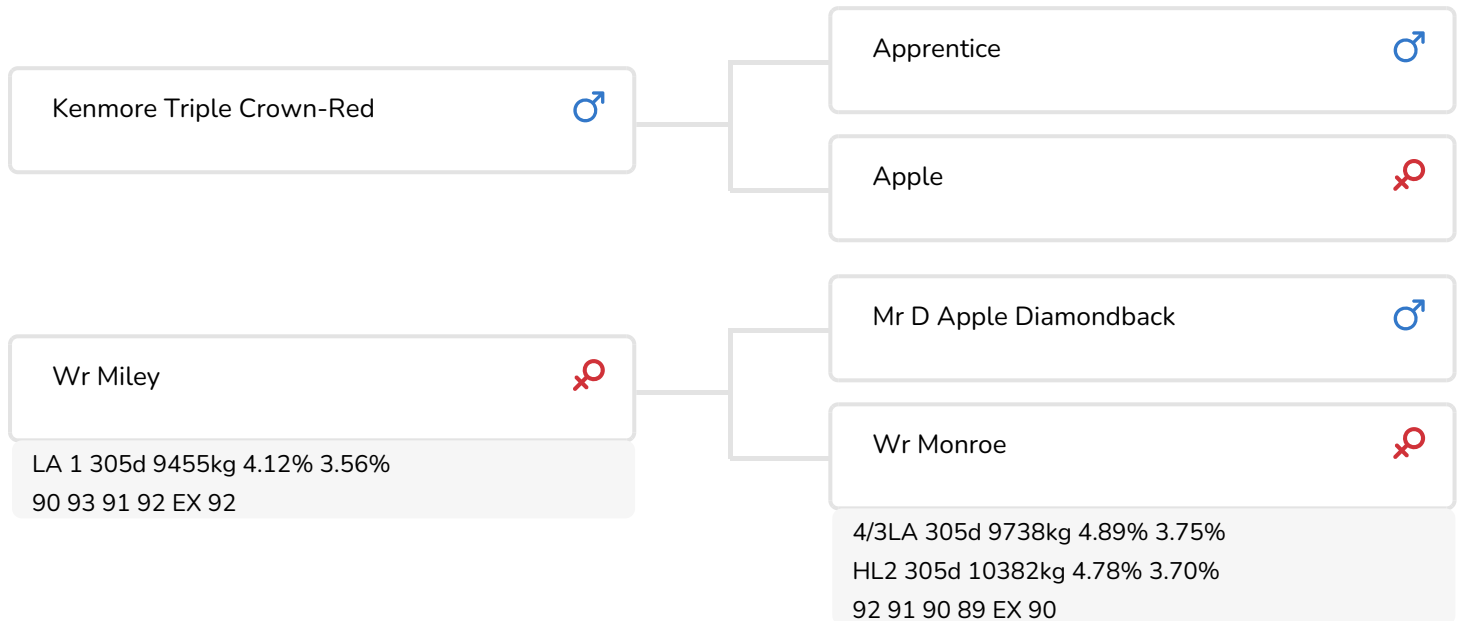 Apprentice
Kenmore Triple Crown-Red
Apple
Mr D Apple Diamondback
Wr Miley
LA 1 305d 9455kg 4.12% 3.56%
90 93 91 92 EX 92
Wr Monroe
4/3LA 305d 9738kg 4.89% 3.75%
HL2 305d 10382kg 4.78% 3.70%
92 91 90 89 EX 90